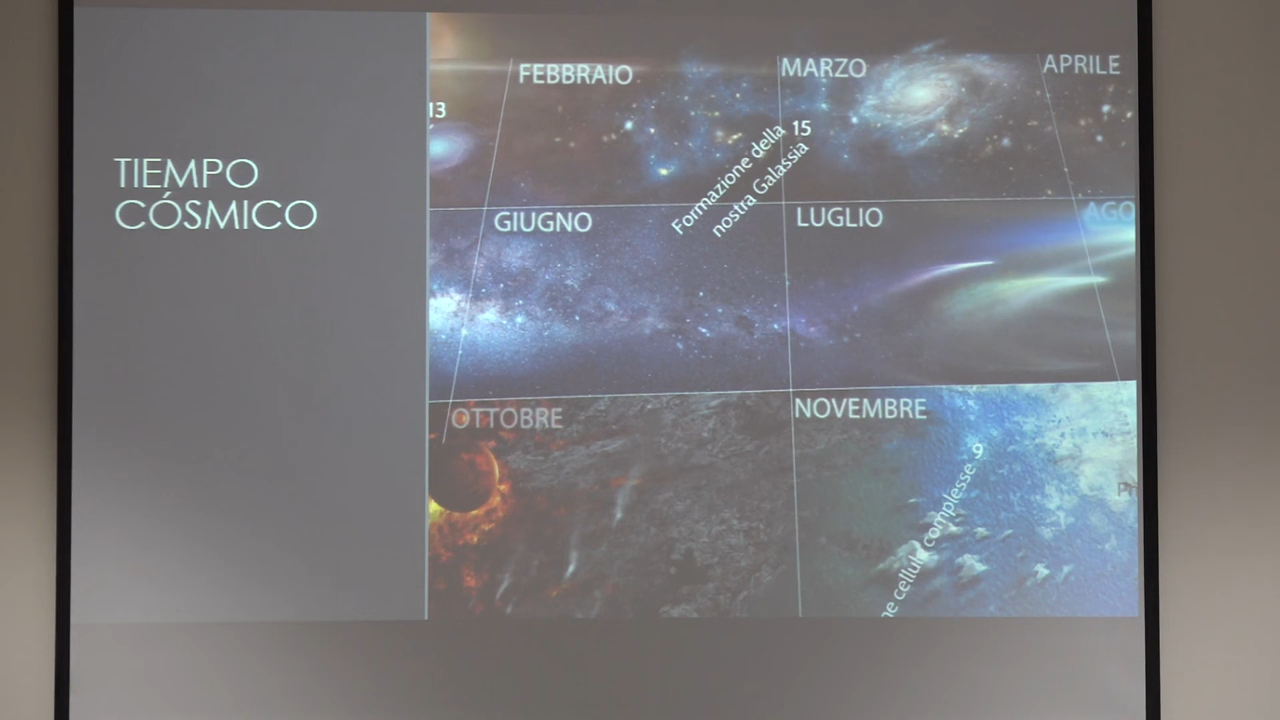 TIEMPO
CÓSMICO
FEBBRAIO
MARZO
APRILE
13
15
Formazione della
nostra Galassia
GIUGNO
LUGLIO
AGO
OTTOBRE
NOVEMBRE
9
ne cellule complesse